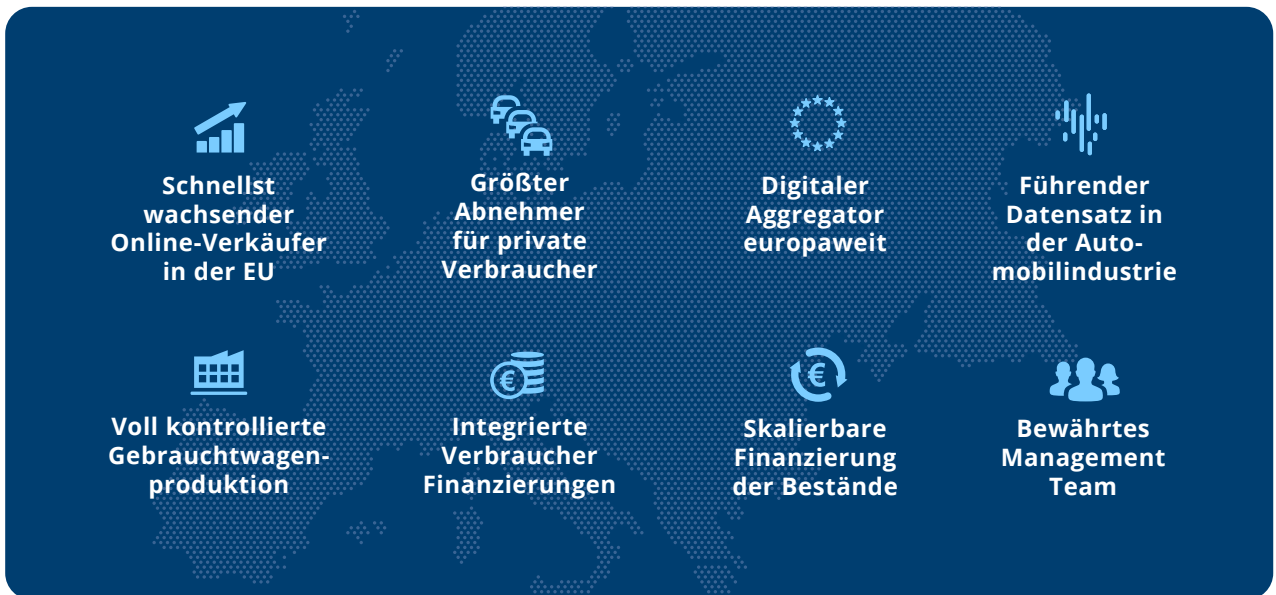 Schnellst
wachsender
Online-Verkäufer
in der EU
Größter
Abnehmer
für private
Verbraucher
Digitaler
Aggregator
europaweit
Führender
Datensatz in
der Auto-
mobilindustrie
Voll kontrollierte
Gebrauchtwagen-
produktion
€
Integrierte
Verbraucher
Finanzierungen
€
Skalierbare
Finanzierung
der Bestände
Bewährtes
Management
Team